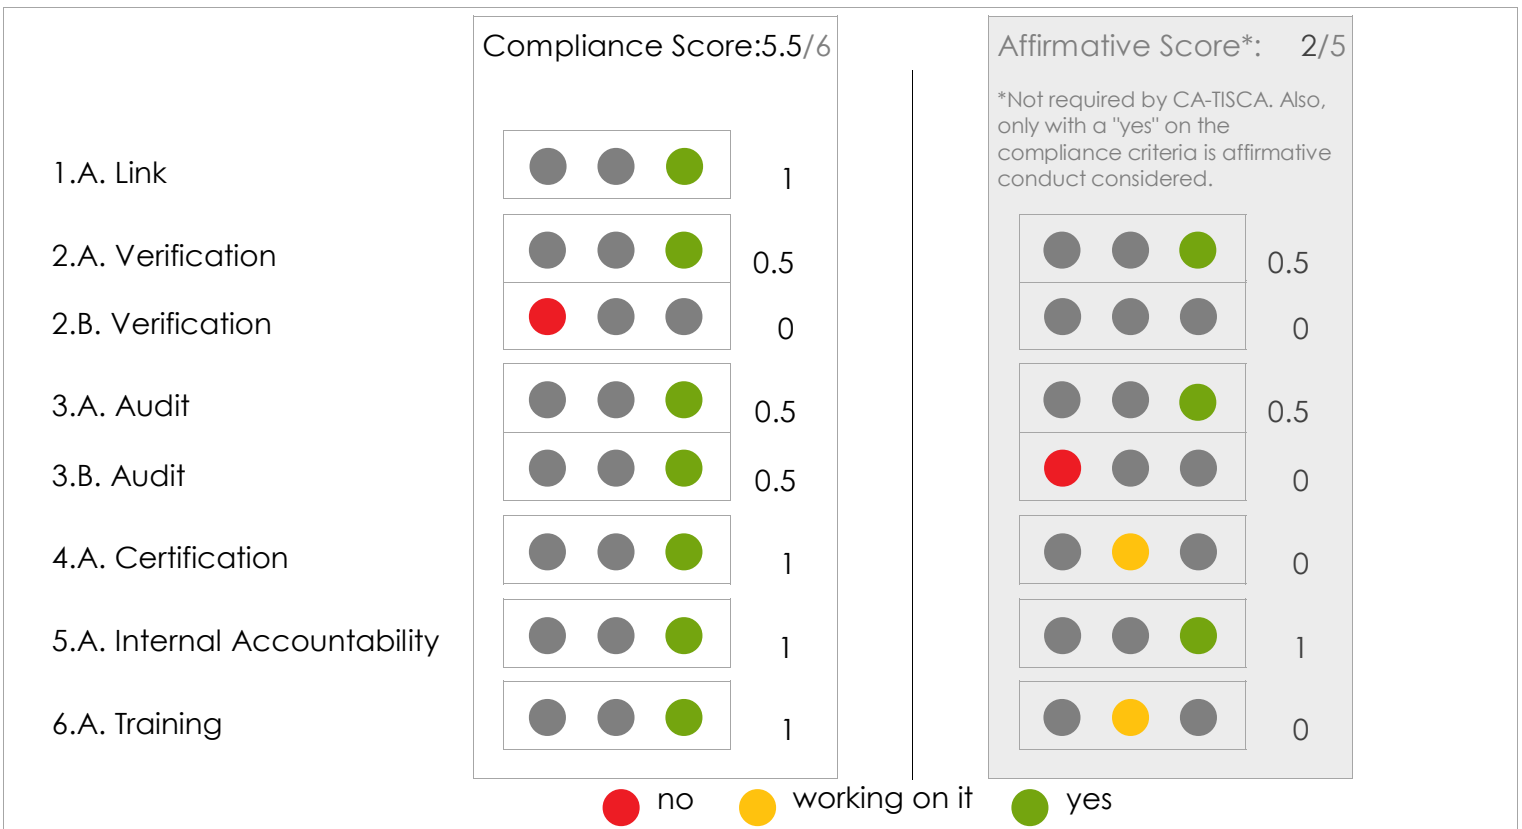 Compliance Score:5.5/6
Affirmative Score*: 2/5
*Not required by CA-TISCA. Also,
only with a "yes" on the
compliance criteria is affirmative
conduct considered.
1.A. Link 1
2.A. Verification 0.5 0.5
2.B. Verification 0 0
3.A. Audit 0.5 0.5
3.B. Audit 0.5 0
4.A. Certification 1 0
5.A. Internal Accountability 1 1
6.A. Training 1 0
no working on it yes